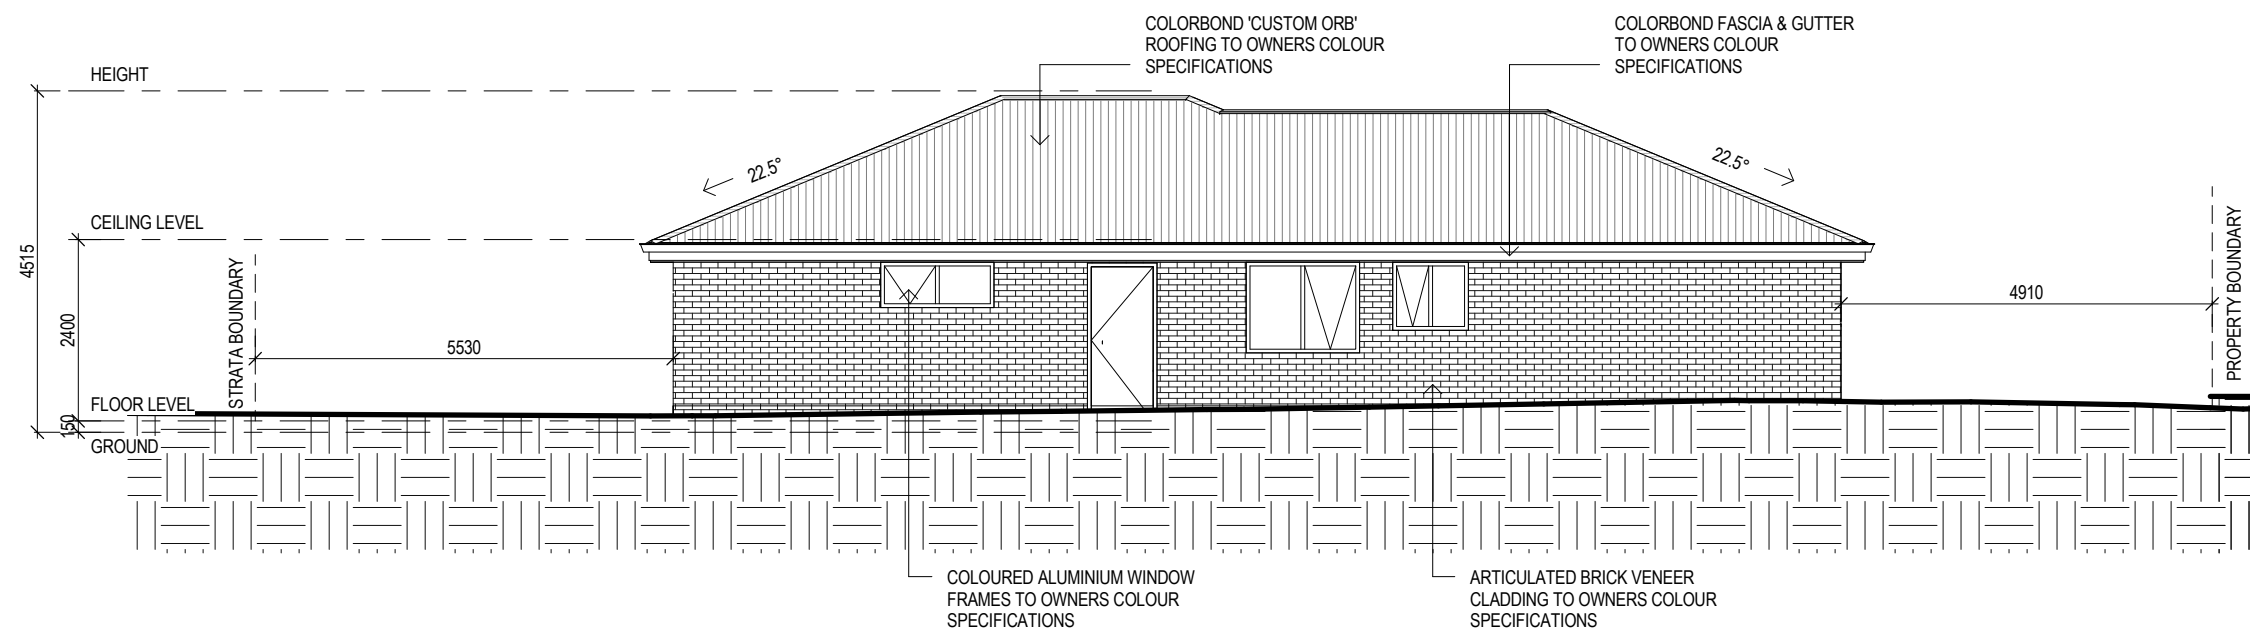 COLORBOND 'CUSTOM ORB'
ROOFING TO OWNERS COLOUR
SPECIFICATIONS
COLORBOND FASCIA & GUTTER
TO OWNERS COLOUR
SPECIFICATIONS
HEIGHT
22.5°
22.5°
CEILING LEVEL
4515
2400
STRATA BOUNDARY
5530
4910
PROPERTY BOUNDARY
FLOOR LEVEL
150
GROUND
COLOURED ALUMINIUM WINDOW
FRAMES TO OWNERS COLOUR
SPECIFICATIONS
ARTICULATED BRICK VENEER
CLADDING TO OWNERS COLOUR
SPECIFICATIONS